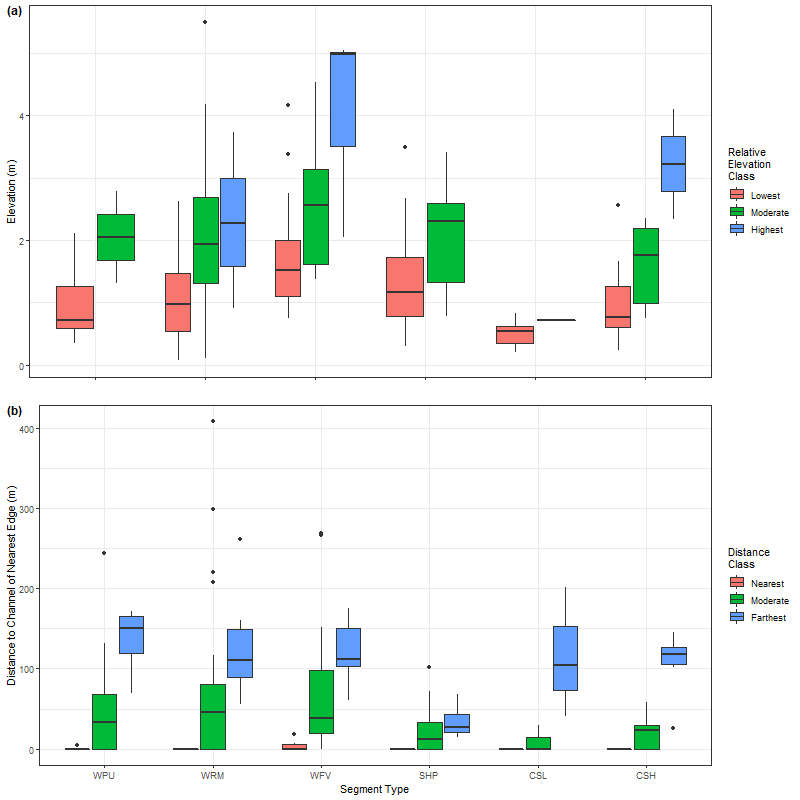 (a)
Elevation (m)
4
2
0
Relative
Elevation
Class
Lowest
Moderate
Highest
(b)
Distance to Channel of Nearest Edge (m)
400
300
200
100
0
WPU WRM WFV SHP CSL CSH
Segment Type
Distance
Class
Nearest
Moderate
Farthest